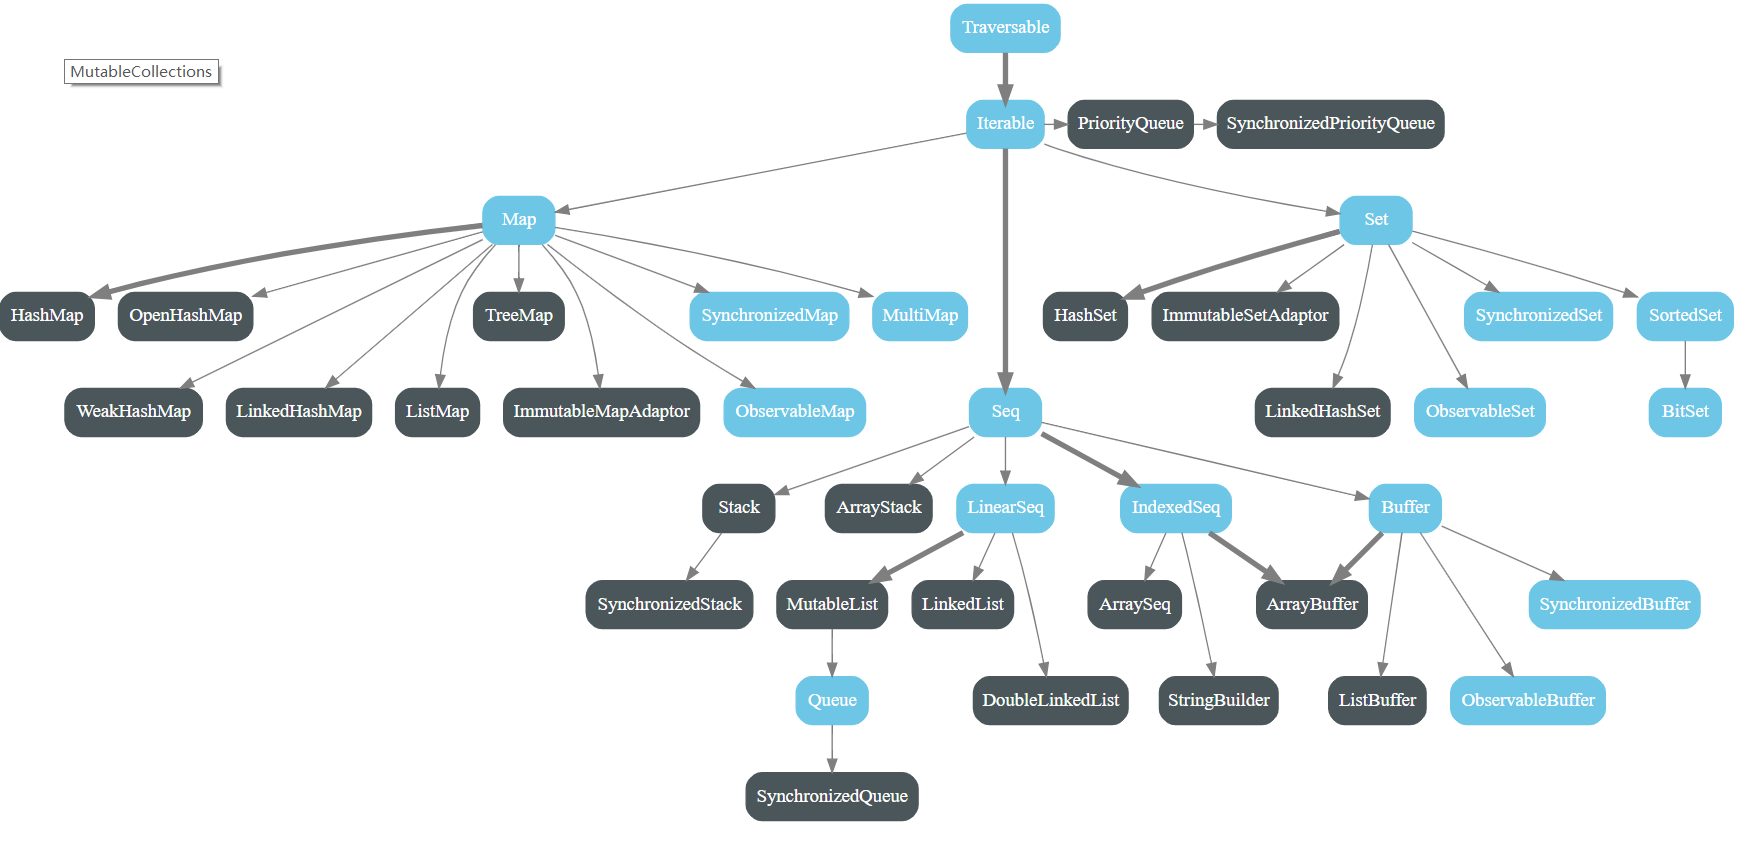 Traversable
MutableCollections
Iterable
PriorityQueue
SynchronizedPriorityQueue
Map
Set
HashMap
OpenHashMap
TreeMap
SynchronizedMap
MultiMap
HashSet
ImmutableSetAdaptor
SynchronizedSet
SortedSet
WeakHashMap
LinkedHashMap
ListMap
ImmutableMapAdaptor
ObservableMap
Seq
LinkedHashSet
ObservableSet
BitSet
Stack
ArrayStack
LinearSeq
IndexedSeq
Buffer
SynchronizedStack
MutableList
LinkedList
ArraySeq
ArrayBuffer
SynchronizedBuffer
Queue
DoubleLinkedList
StringBuilder
ListBuffer
ObservableBuffer
SynchronizedQueue